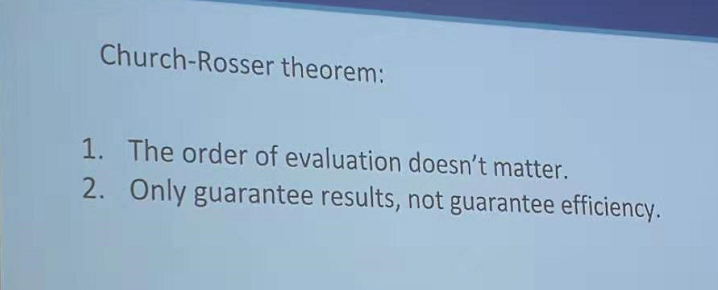 Church-Rosser theorem:
1. The order of evaluation doesn't matter.
2. Only guarantee results, not guarantee efficiency.